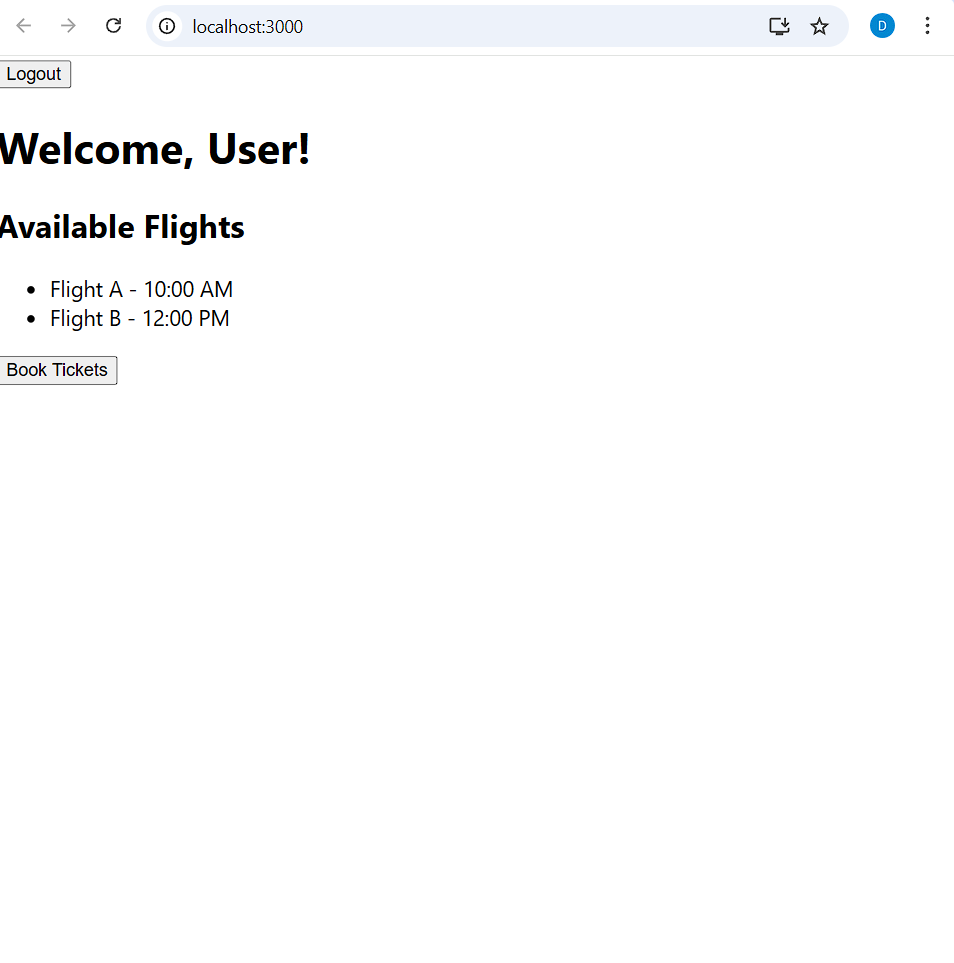 localhost:3000
D
Logout
Welcome, User!
Available Flights
Flight A - 10:00 AM
Flight B - 12:00 PM
Book Tickets